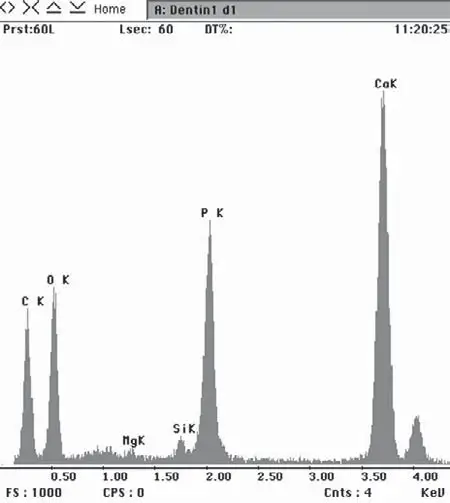 Home A: Dentin1 d1
Prst:60L Lsec: 60 DT%: 11:20:25
CaK
P K
O K
C K
SiK
MgK
0.50 1.00 1.50 2.00 2.50 3.00 3.50 4.00
FS : 1000 CPS : 0 Cnts : 4 KeV